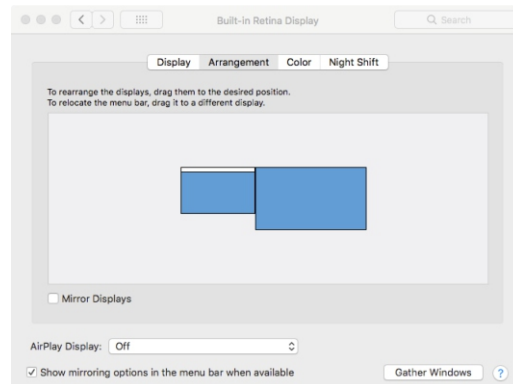 Built-in Retina Display
Search
Display Arrangement Color Night Shift
To rearrange the displays, drag them to the desired position.
To relocate the menu bar, drag it to a different display.
Mirror Displays
AirPlay Display: Off
Show mirroring options in the menu bar when available
Gather Windows ?